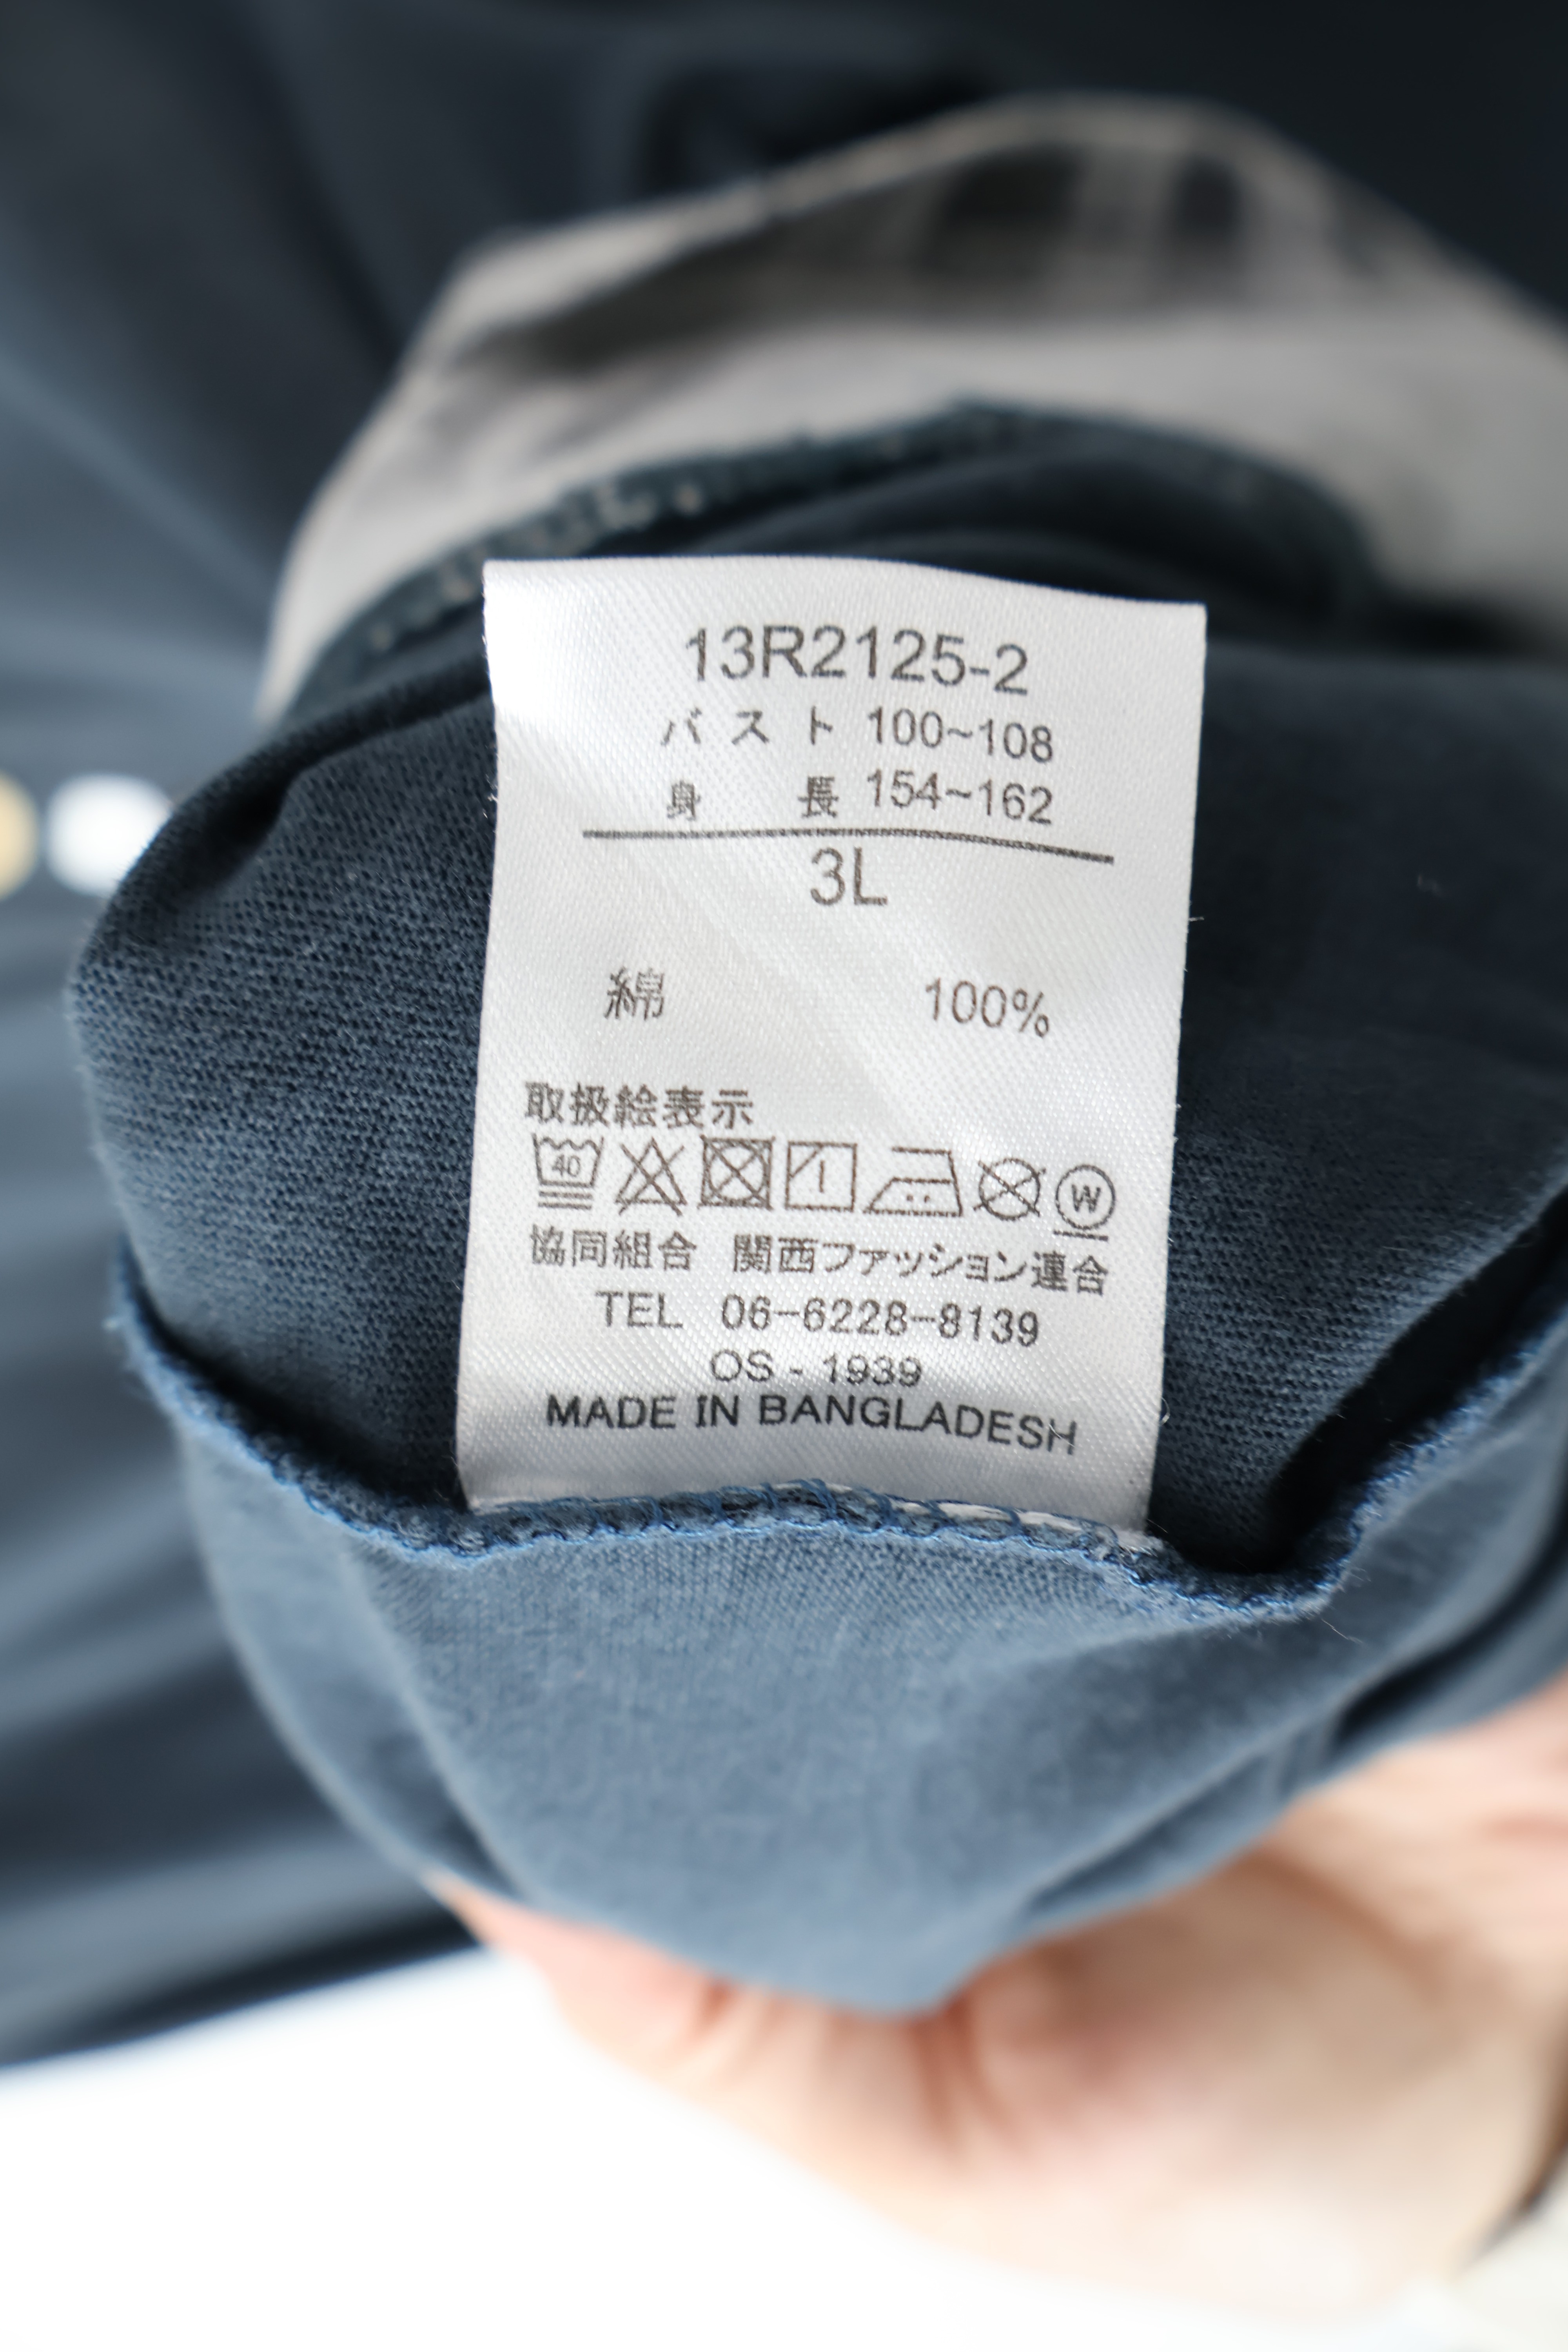 13R2125-2
バスト 100~108
身長 154~162
3L
綿 100%
取扱絵表示
40 W
協同組合 関西ファッション連合
TEL 06-6228-8139
OS - 1939
MADE IN BANGLADESH